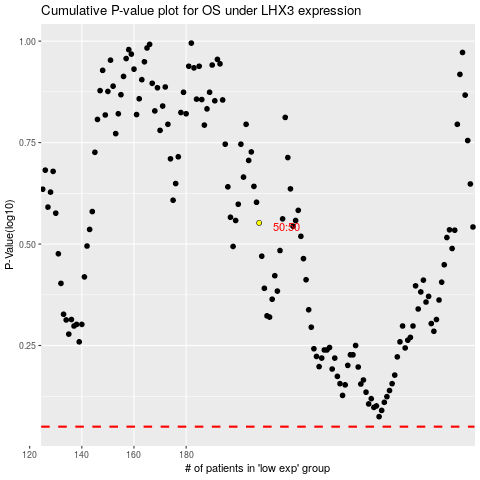 Cumulative P-value plot for OS under LHX3 expression
P-Value(log10)
1.00
0.75
0.50
0.25
50:50
120 140 160 180
# of patients in 'low exp' group